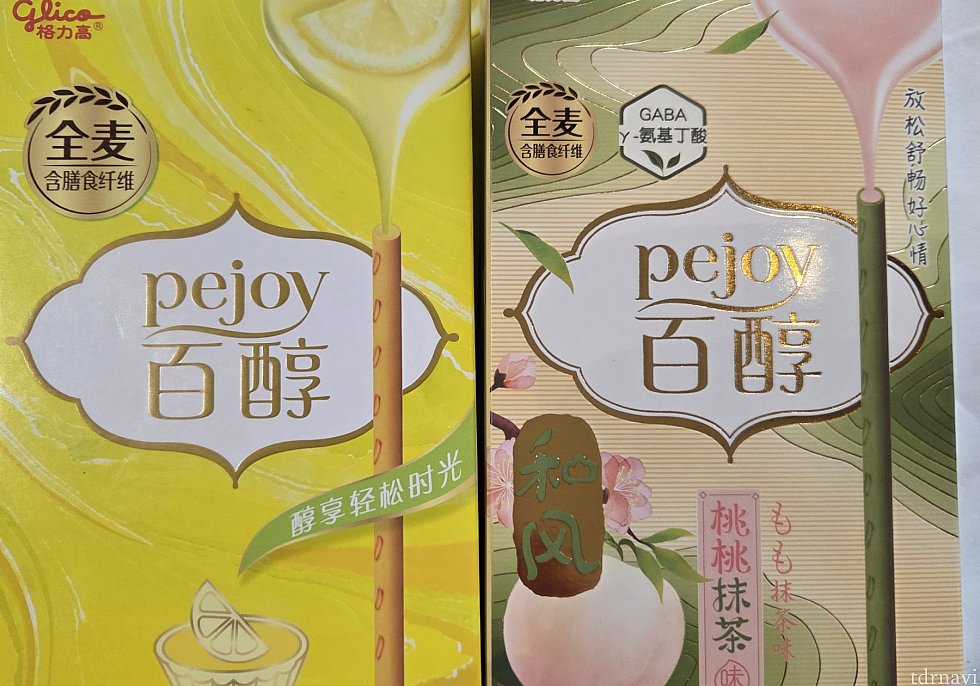 Glico
格力高®
全麦
含膳食纤维
pejoy
百醇
醇享轻松时光
全麦
含膳食纤维
GABA
γ-氨基丁酸
放松舒畅好心情
pejoy
百醇
和风
桃桃抹茶味
もも抹茶味
tdrnavi